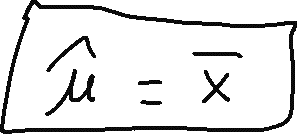 μ̂ = x̄